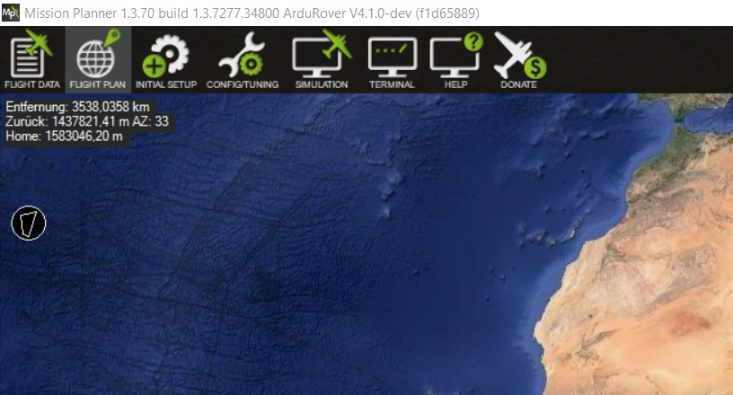 Mp Mission Planner 1.3.70 build 1.3.7277.34800 ArduRover V4.1.0-dev (f1d65889)
FLIGHT DATA FLIGHT PLAN INITIAL SETUP CONFIG/TUNING SIMULATION TERMINAL HELP DONATE
Entfernung: 3538,0358 km
Zurück: 1437821,41 m AZ: 33
Home: 1583046,20 m